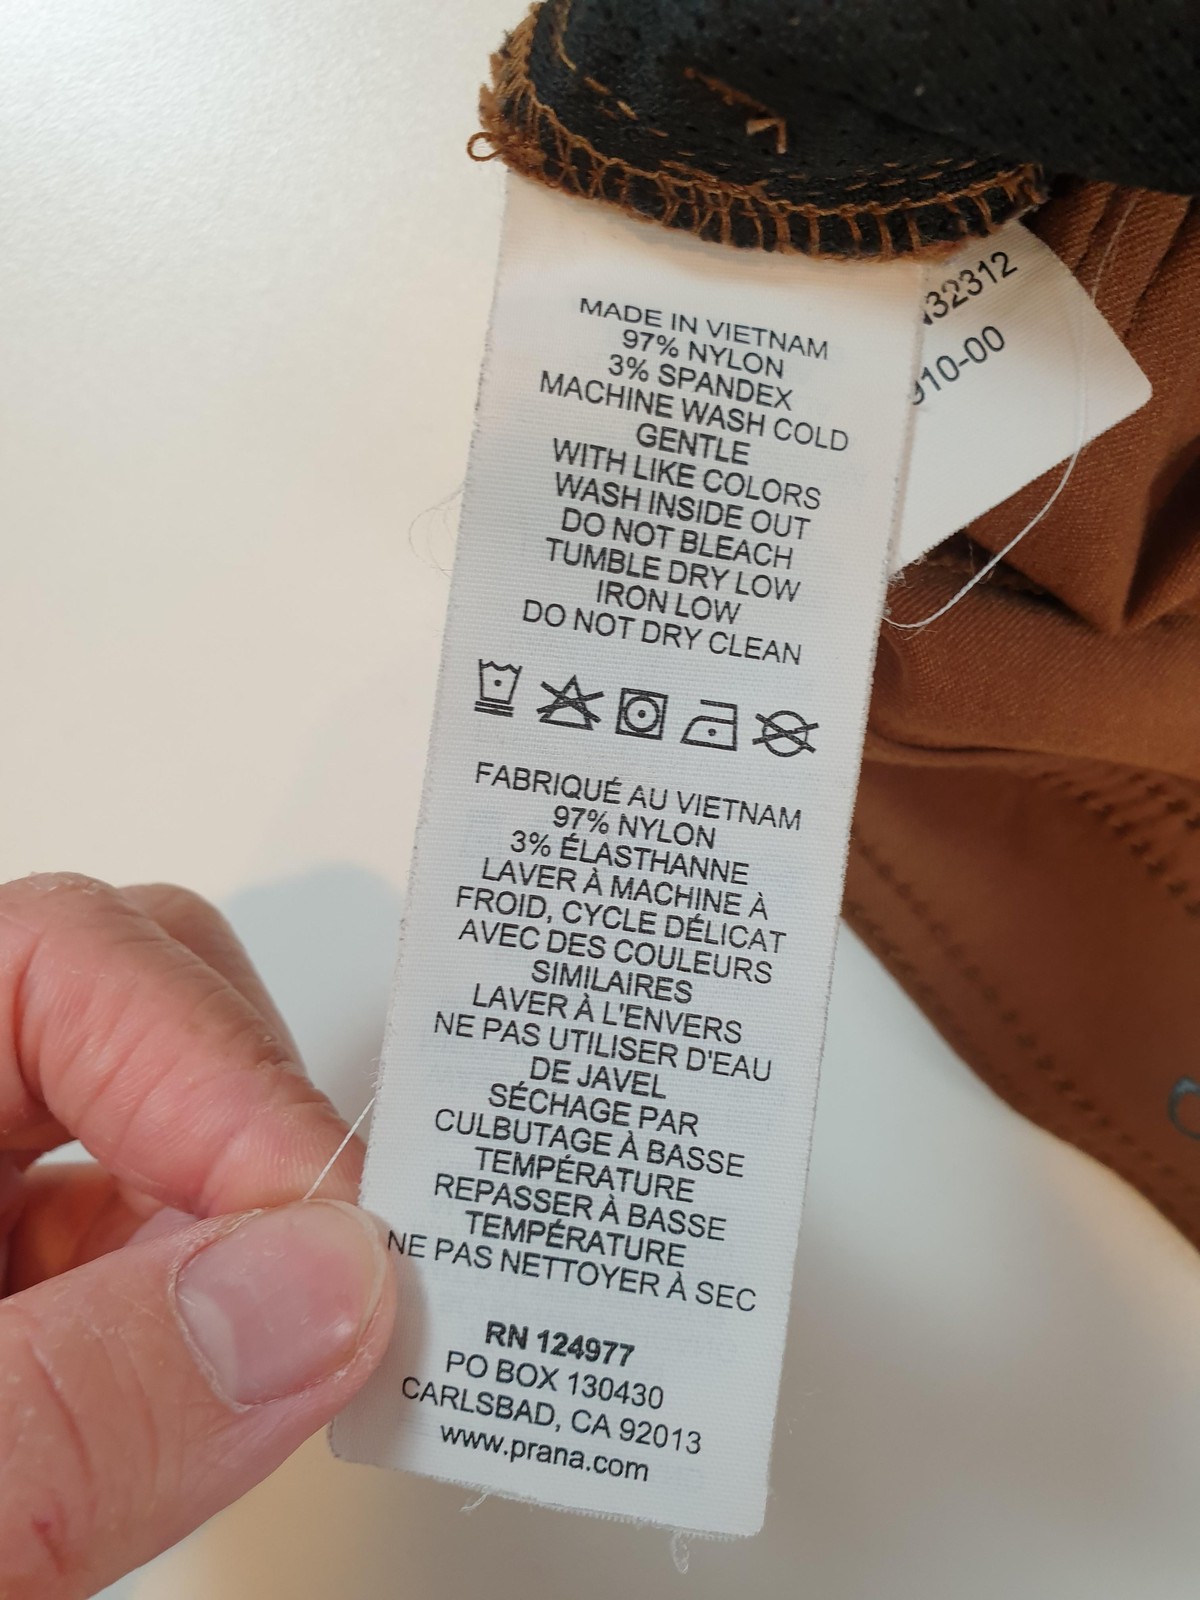 MADE IN VIETNAM
97% NYLON
3% SPANDEX
MACHINE WASH COLD
GENTLE
WITH LIKE COLORS
WASH INSIDE OUT
DO NOT BLEACH
TUMBLE DRY LOW
IRON LOW
DO NOT DRY CLEAN
FABRIQUÉ AU VIETNAM
97% NYLON
3% ÉLASTHANNE
LAVER À MACHINE À
FROID, CYCLE DÉLICAT
AVEC DES COULEURS
SIMILAIRES
LAVER À L'ENVERS
NE PAS UTILISER D'EAU
DE JAVEL
SÉCHAGE PAR
CULBUTAGE À BASSE
TEMPÉRATURE
REPASSER À BASSE
TEMPÉRATURE
NE PAS NETTOYER À SEC
RN 124977
PO BOX 130430
CARLSBAD, CA 92013
www.prana.com
32312
10-00